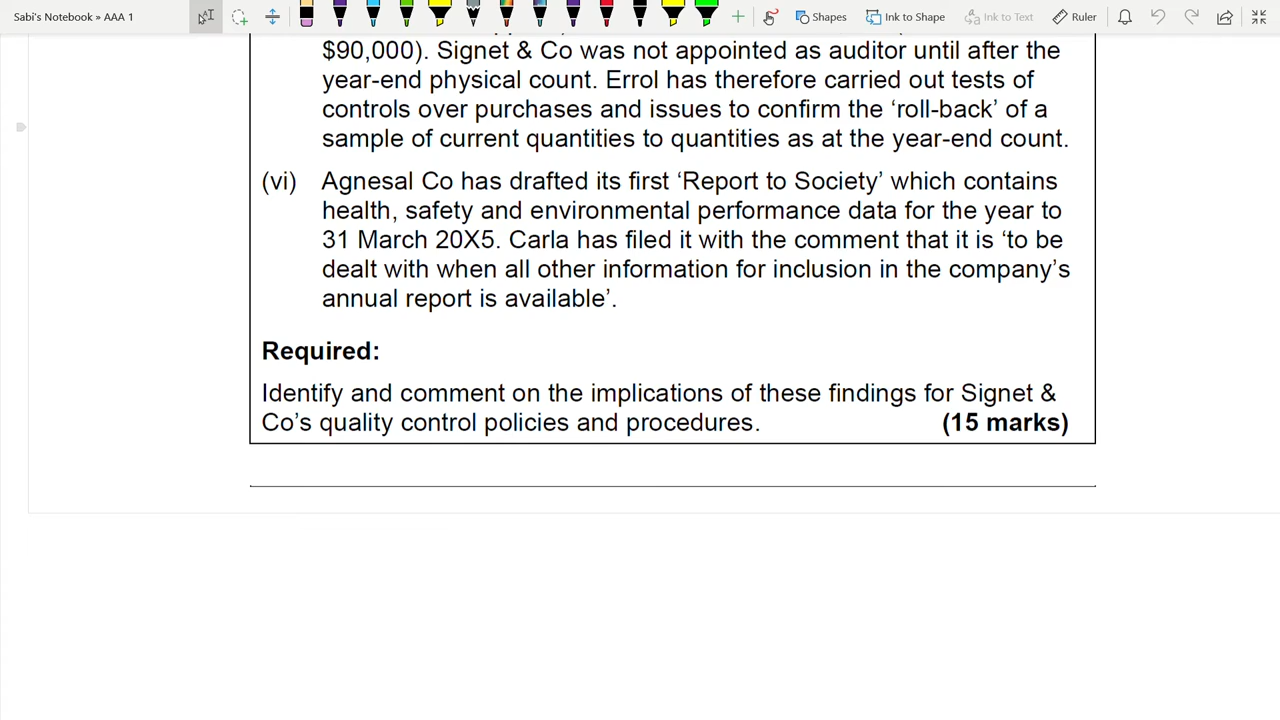 Sabi's Notebook » AAA 1
Shapes
Ink to Shape
Ink to Text
Ruler
$90,000). Signet & Co was not appointed as auditor until after the
year-end physical count. Errol has therefore carried out tests of
controls over purchases and issues to confirm the ‘roll-back’ of a
sample of current quantities to quantities as at the year-end count.
(vi) Agnesal Co has drafted its first ‘Report to Society’ which contains
health, safety and environmental performance data for the year to
31 March 20X5. Carla has filed it with the comment that it is ‘to be
dealt with when all other information for inclusion in the company’s
annual report is available’.
Required:
Identify and comment on the implications of these findings for Signet &
Co’s quality control policies and procedures. (15 marks)